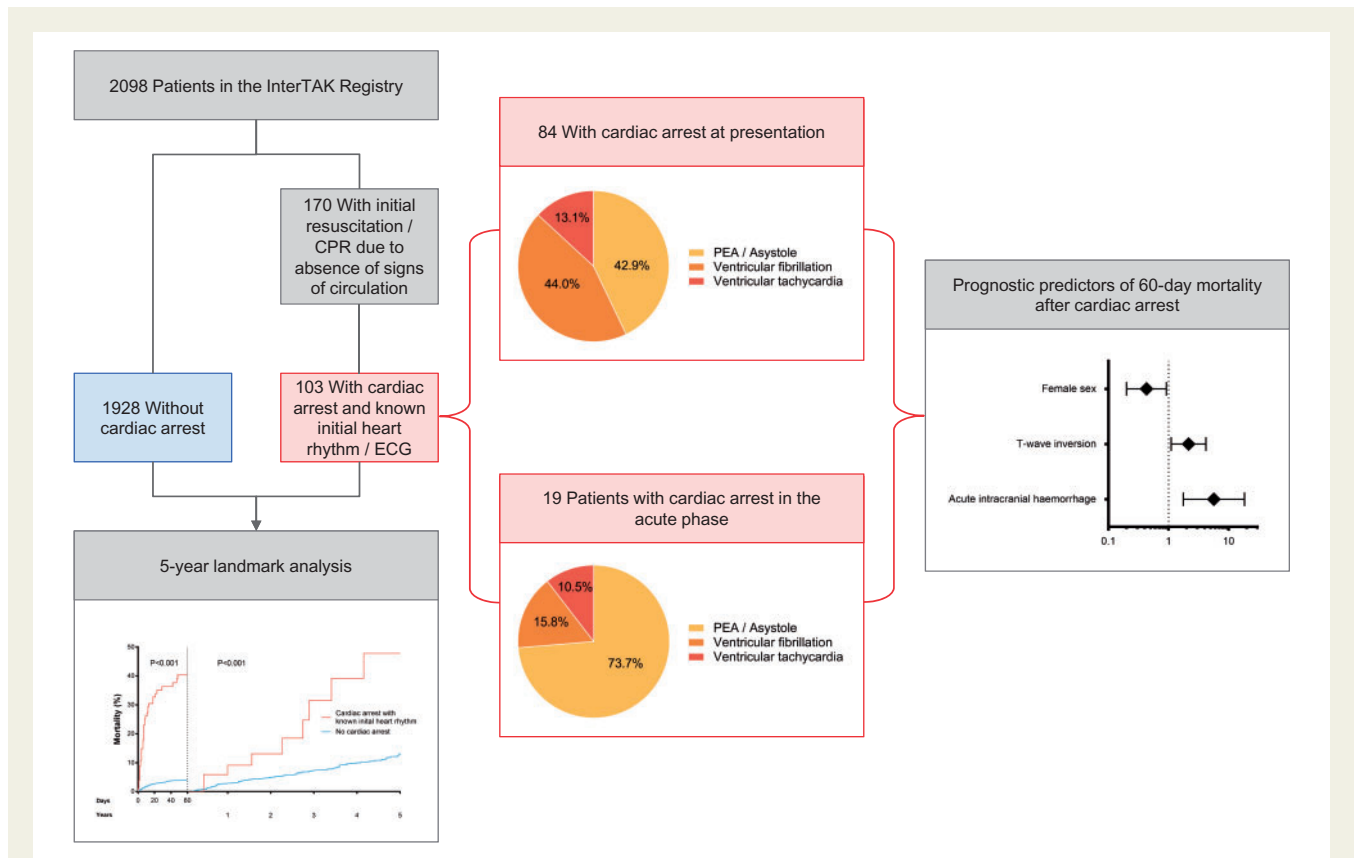 2098 Patients in the InterTAK Registry
170 With initial
resuscitation /
CPR due to
absence of signs
of circulation
1928 Without
cardiac arrest
103 With cardiac
arrest and known
initial heart
rhythm / ECG
5-year landmark analysis
50
40
30
20
10
0
Mortality (%)
P<0.001
P<0.001
Cardiac arrest with
known inital heart rhythm
No cardiac arrest
Days
0
20
40
60
Years
1
2
3
4
5
84 With cardiac arrest at presentation
13.1%
42.9%
44.0%
PEA / Asystole
Ventricular fibrillation
Ventricular tachycardia
19 Patients with cardiac arrest in the
acute phase
10.5%
15.8%
73.7%
PEA / Asystole
Ventricular fibrillation
Ventricular tachycardia
Prognostic predictors of 60-day mortality
after cardiac arrest
Female sex
T-wave inversion
Acute intracranial haemorrhage
0.1
1
10